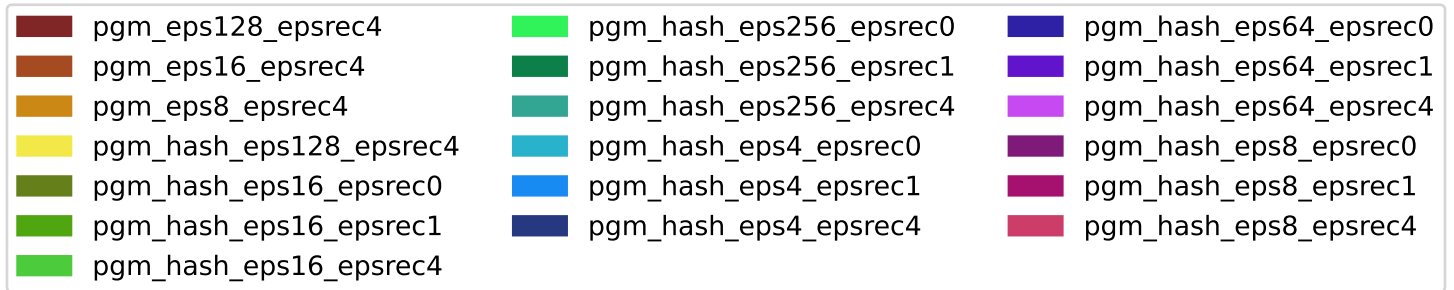 pgm_eps128_epsrec4
pgm_eps16_epsrec4
pgm_eps8_epsrec4
pgm_hash_eps128_epsrec4
pgm_hash_eps16_epsrec0
pgm_hash_eps16_epsrec1
pgm_hash_eps16_epsrec4
pgm_hash_eps256_epsrec0
pgm_hash_eps256_epsrec1
pgm_hash_eps256_epsrec4
pgm_hash_eps4_epsrec0
pgm_hash_eps4_epsrec1
pgm_hash_eps4_epsrec4
pgm_hash_eps64_epsrec0
pgm_hash_eps64_epsrec1
pgm_hash_eps64_epsrec4
pgm_hash_eps8_epsrec0
pgm_hash_eps8_epsrec1
pgm_hash_eps8_epsrec4